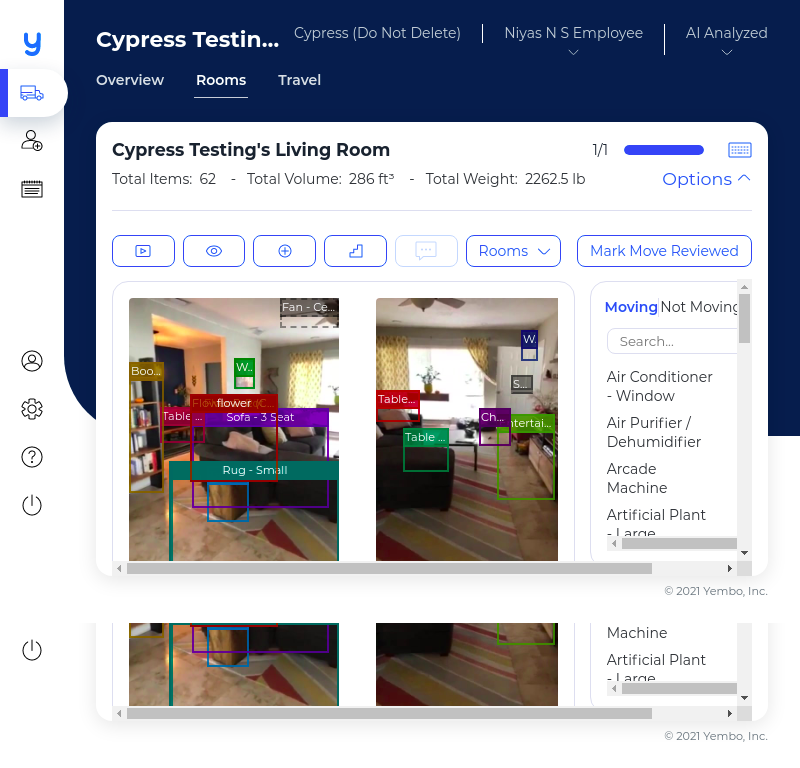 y
Cypress Testin...
Cypress (Do Not Delete)
Niyas N S Employee
AI Analyzed
Overview
Rooms
Travel
Cypress Testing's Living Room
1/1
Total Items: 62 - Total Volume: 286 ft³ - Total Weight: 2262.5 lb
Options
Rooms
Mark Move Reviewed
Fan - Ce...
Boo...
W..
flower
Table...
Sofa - 3 Seat
Rug - Small
W.
S...
Table...
Ch...
ntertai...
Table ...
Moving
Not Moving
Search...
Air Conditioner
- Window
Air Purifier /
Dehumidifier
Arcade
Machine
Artificial Plant
- Large
© 2021 Yembo, Inc.
Machine
Artificial Plant
- Large
© 2021 Yembo, Inc.